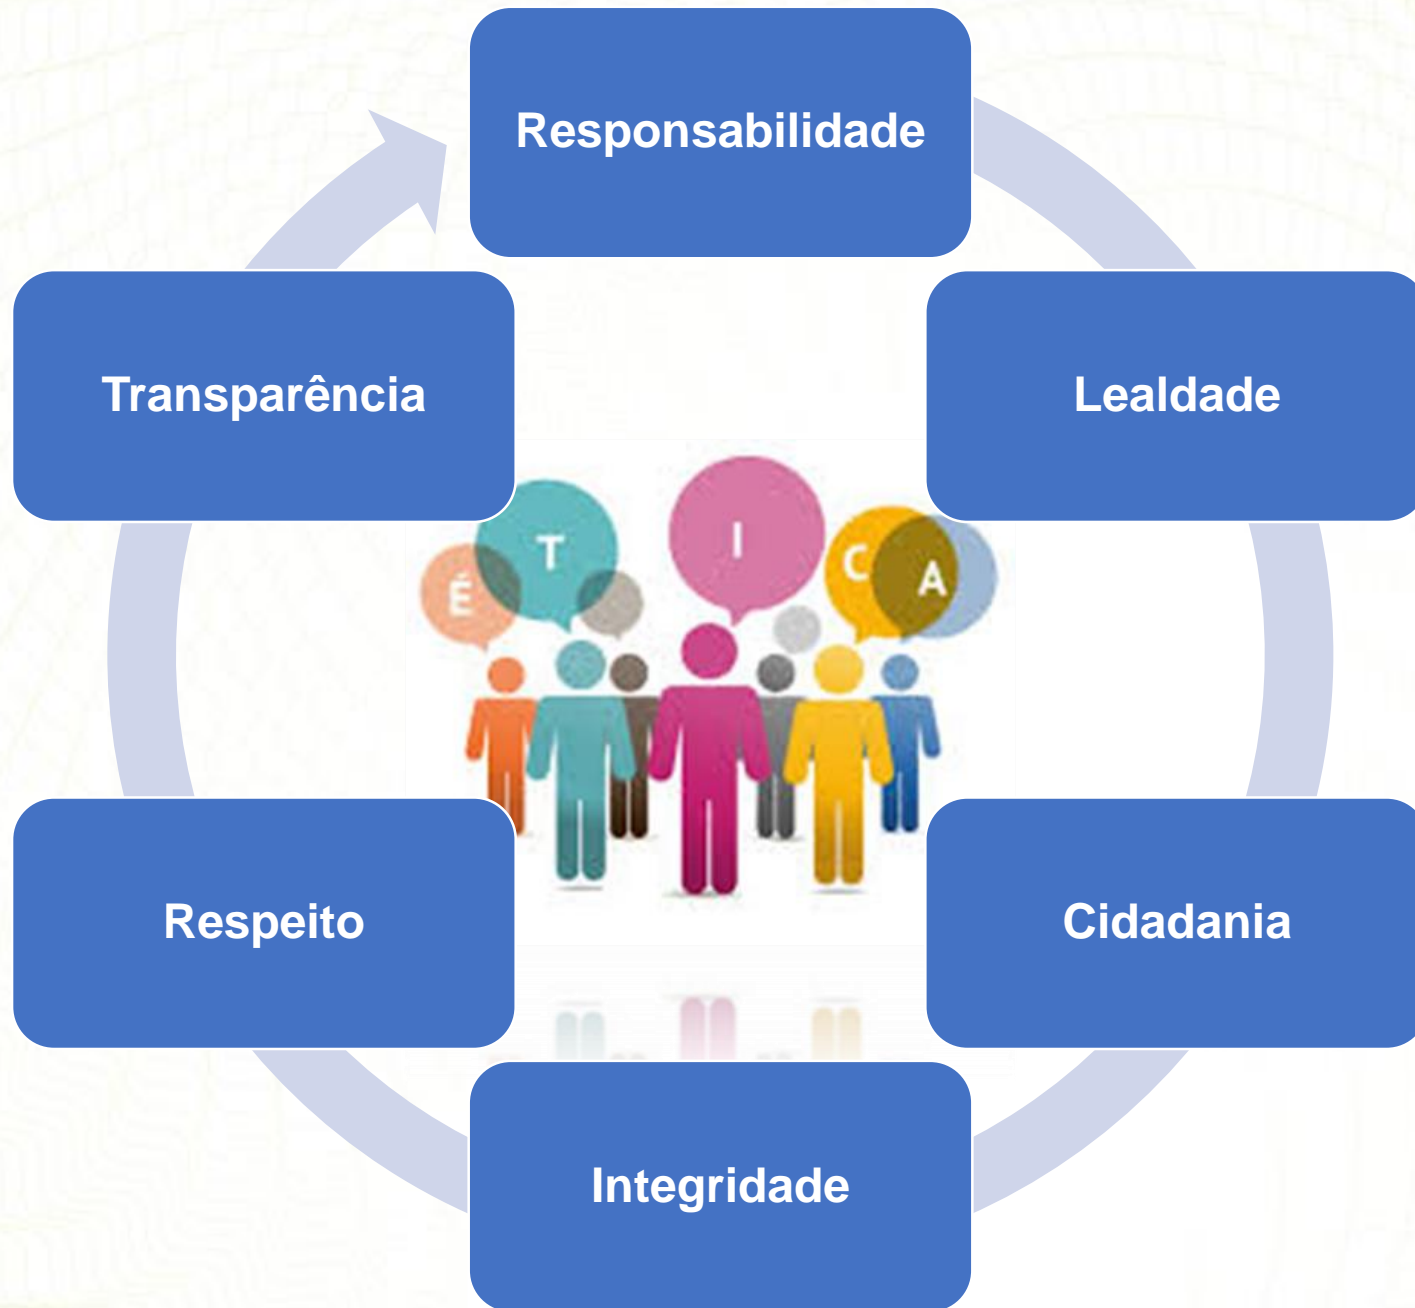 Responsabilidade
Transparência
Lealdade
É T I C A
Respeito
Cidadania
Integridade